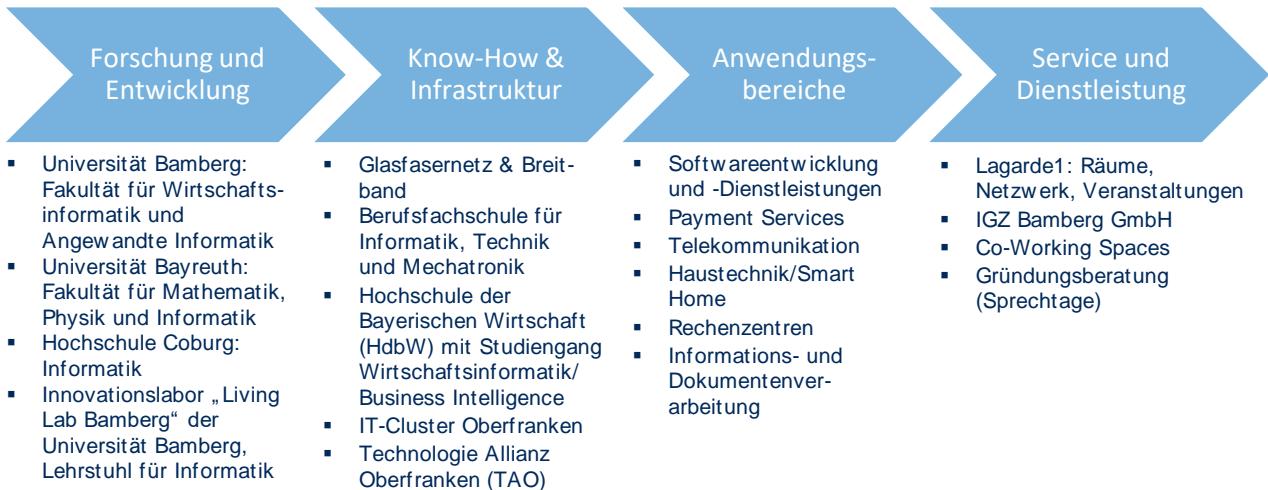 Forschung und
Entwicklung
Know-How &
Infrastruktur
Anwendungs-
bereiche
Service und
Dienstleistung
▪ Universität Bamberg:
Fakultät für Wirtschafts-
informatik und
Angewandte Informatik
▪ Universität Bayreuth:
Fakultät für Mathematik,
Physik und Informatik
▪ Hochschule Coburg:
Informatik
▪ Innovationslabor „Living
Lab Bamberg“ der
Universität Bamberg,
Lehrstuhl für Informatik
▪ Glasfasernetz & Breit-
band
▪ Berufsfachschule für
Informatik, Technik
und Mechatronik
▪ Hochschule der
Bayerischen Wirtschaft
(HdbW) mit Studiengang
Wirtschaftsinformatik/
Business Intelligence
▪ IT-Cluster Oberfranken
▪ Technologie Allianz
Oberfranken (TAO)
▪ Softwareentwicklung
und -Dienstleistungen
▪ Payment Services
▪ Telekommunikation
▪ Haustechnik/Smart
Home
▪ Rechenzentren
▪ Informations- und
Dokumentenver-
arbeitung
▪ Lagarde1: Räume,
Netzwerk, Veranstaltungen
▪ IGZ Bamberg GmbH
▪ Co-Working Spaces
▪ Gründungsberatung
(Sprechtage)